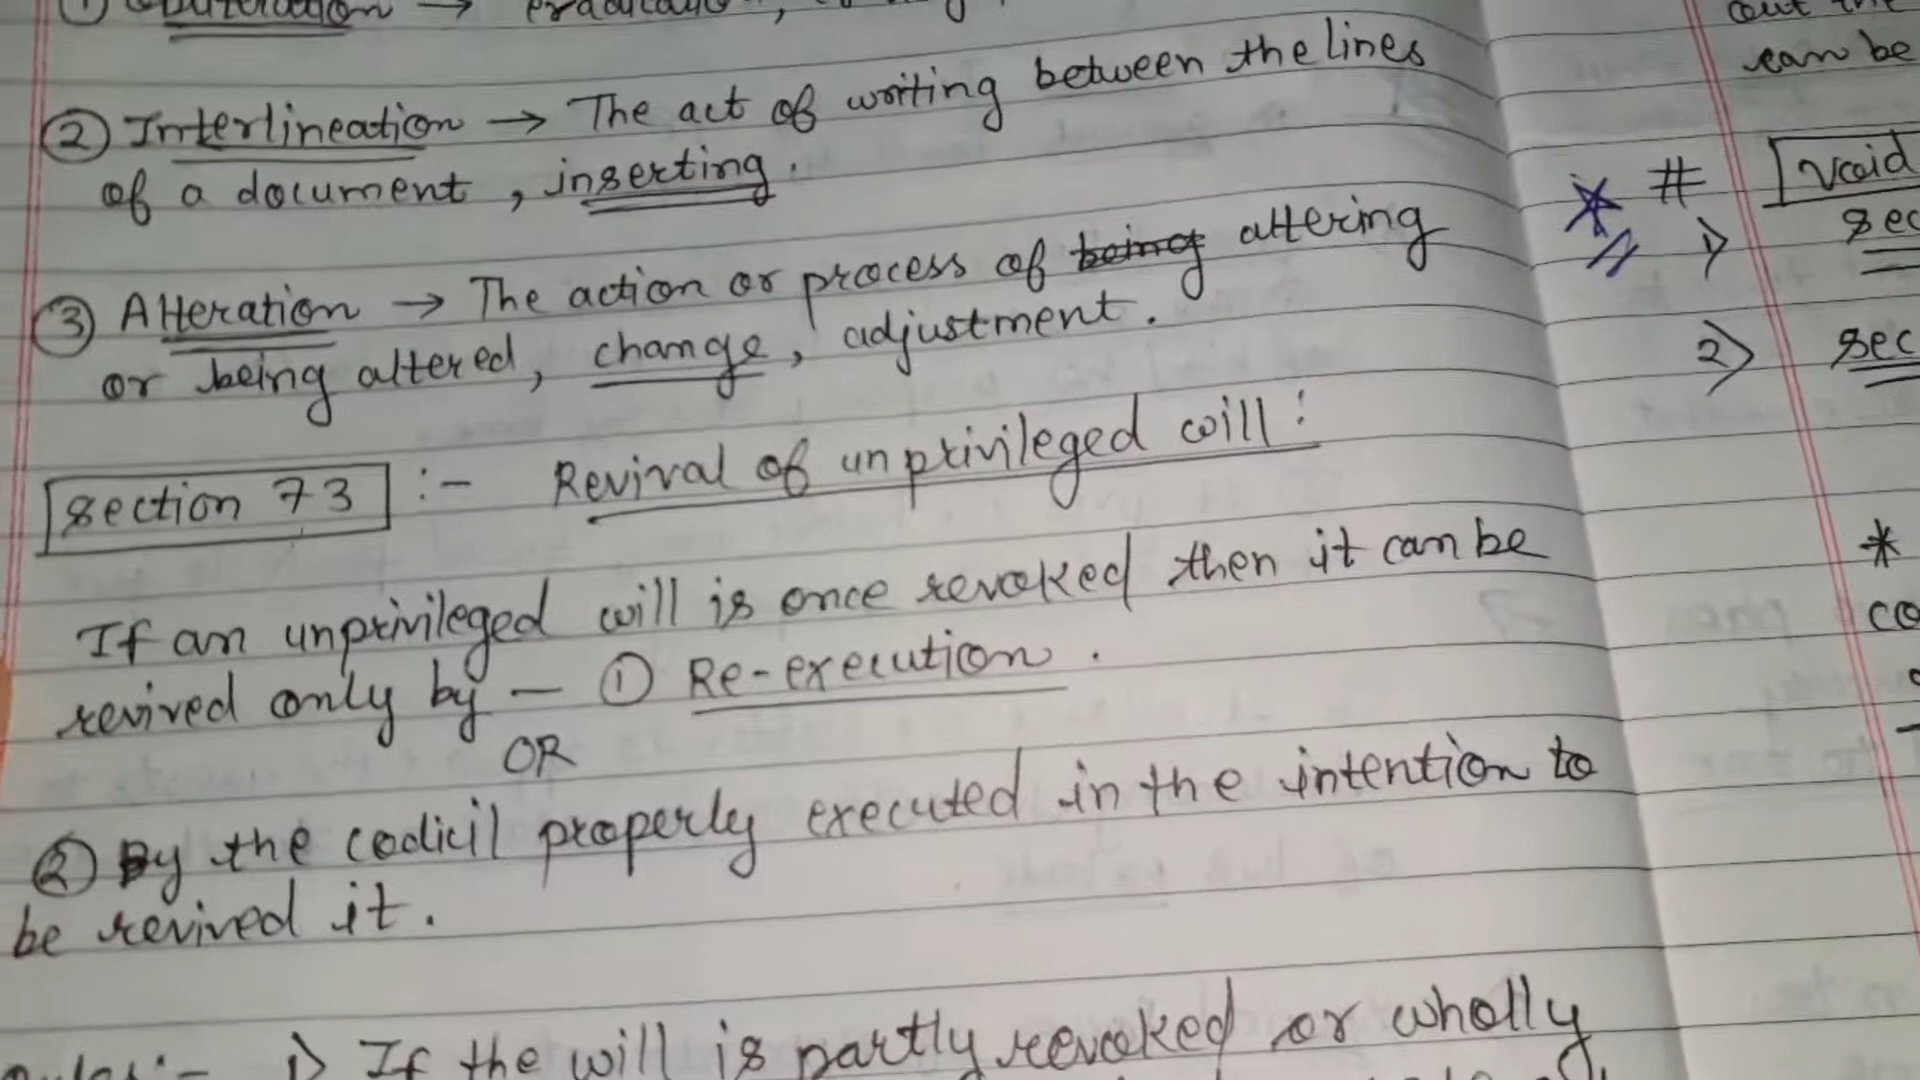 ② Interlineation → The act of writing between the lines
of a document, inserting.
③ Alteration → The action or process of being altering
or being altered, change, adjustment.
Section 73 :- Revival of unprivileged will:
If an unprivileged will is once revoked then it can be
revived only by - ① Re-execution.
OR
② By the codicil properly executed in the intention to
be revived it.
1) If the will is partly revoked or wholly
can be
# Void
1) Sec
2) Sec
*
co